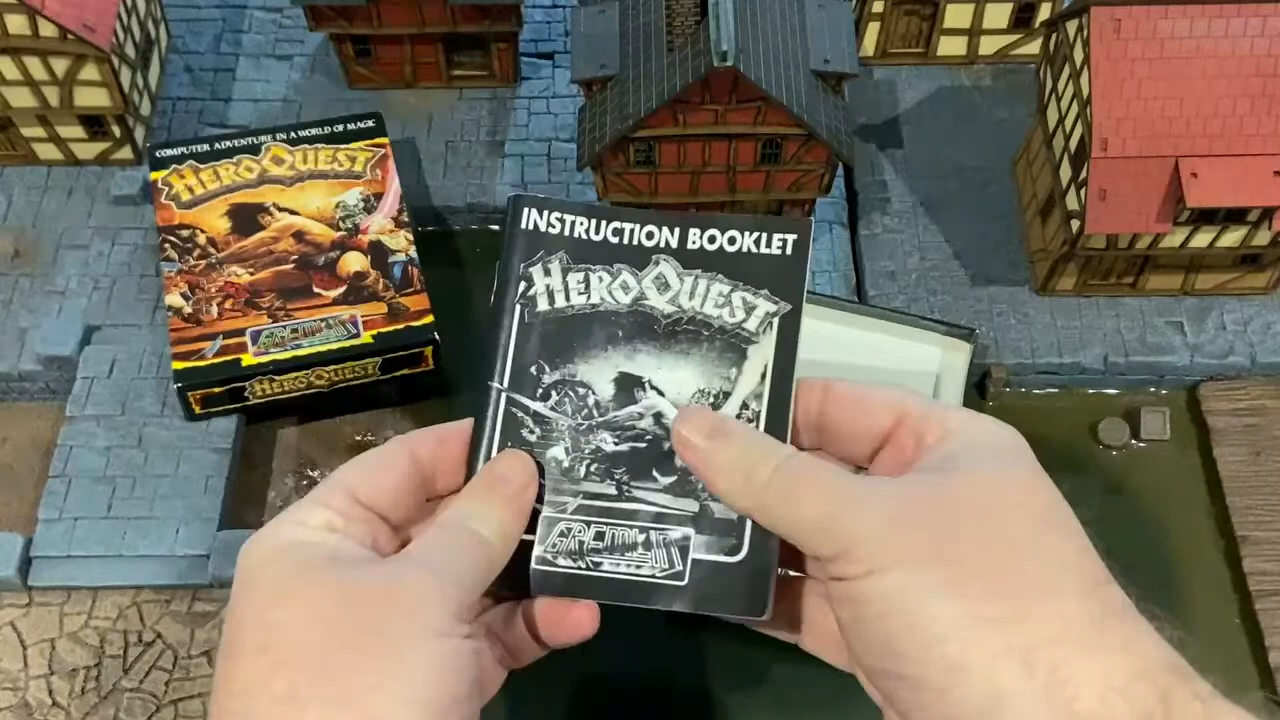 COMPUTER ADVENTURE IN A WORLD OF MAGIC
HEROQUEST
GREMLIN
HEROQUEST
INSTRUCTION BOOKLET
HEROQUEST
GREMLIN